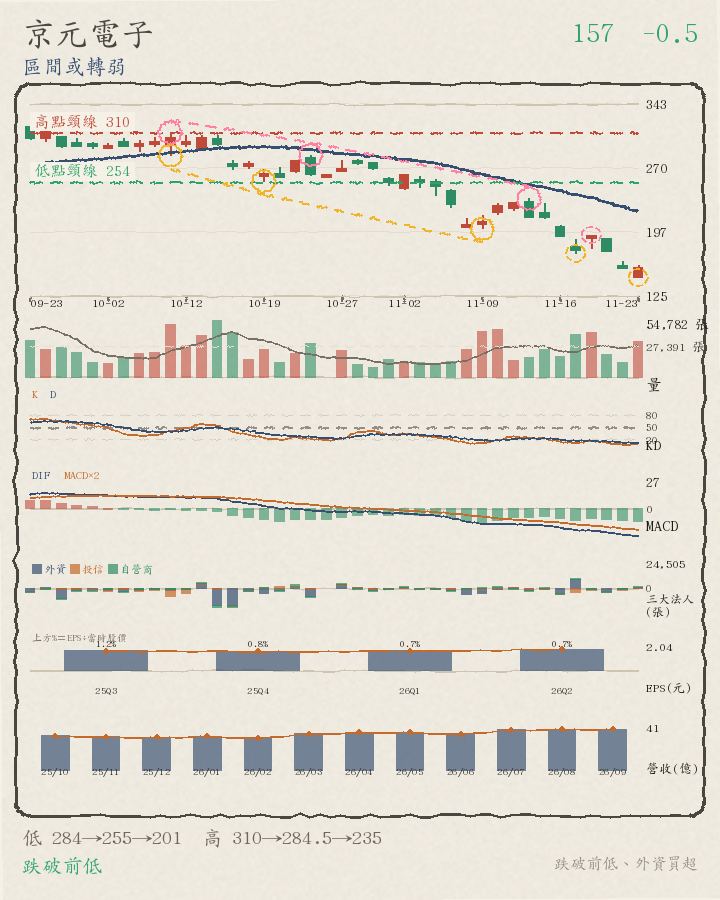 京元電子
157 -0.5
區間或轉弱
343
高點頸線 310
270
低點頸線 254
197
125
09-23 10-02 10-12 10-19 10-27 11-02 11-09 11-16 11-23
54,782 張
27,391 張
量
K D
80
50
20
KD
DIF MACD×2
27
0
MACD
24,505
外資 投信 自營商
0
三大法人
(張)
上方%=EPS÷當時股價
1.2% 0.8% 0.7% 0.7%
2.04
25Q3 25Q4 26Q1 26Q2
EPS(元)
41
25/10 25/11 25/12 26/01 26/02 26/03 26/04 26/05 26/06 26/07 26/08 26/09
營收(億)
低 284→255→201 高 310→284.5→235
跌破前低
跌破前低、外資買超